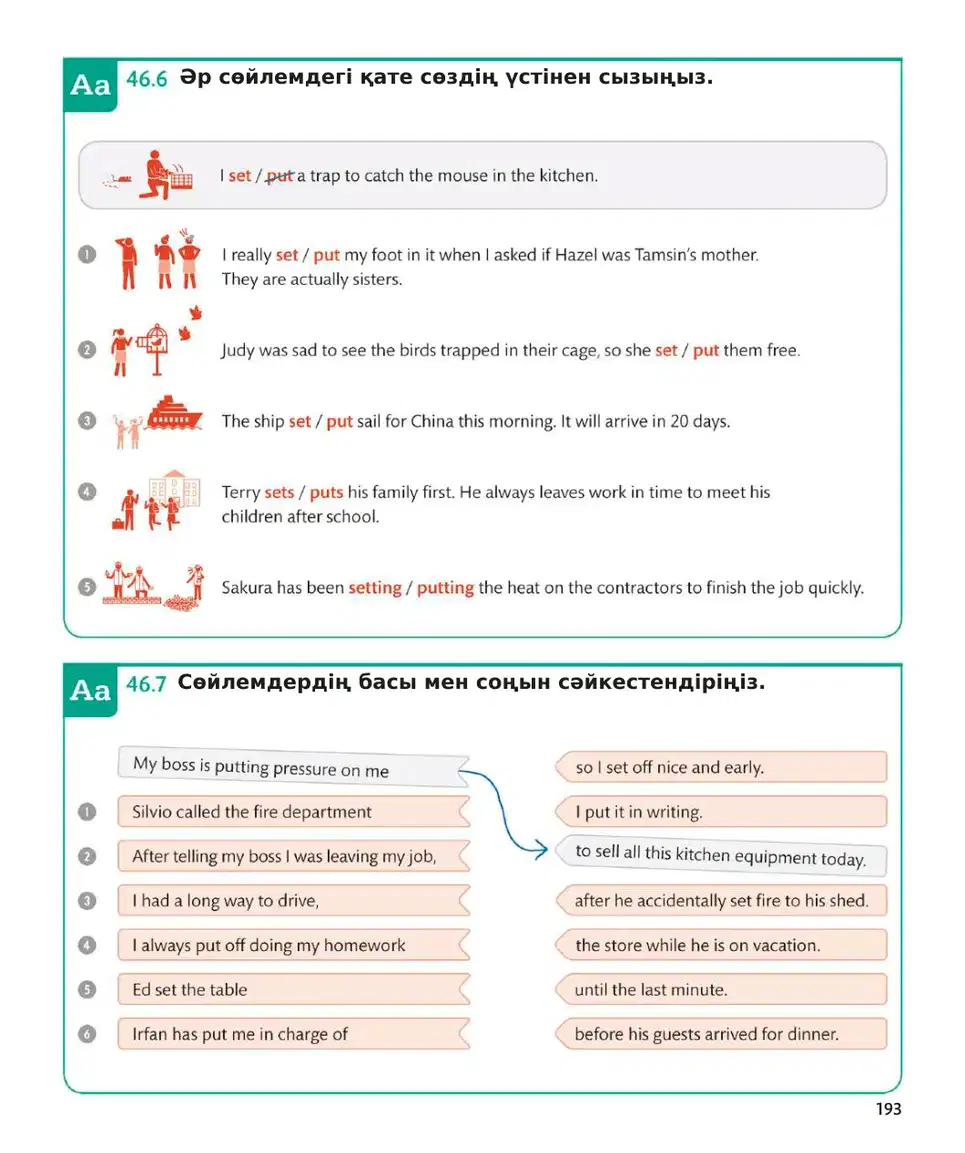 Aa 46.6 Әр сөйлемдегі қате сөздің үстінен сызыңыз.
I set / put a trap to catch the mouse in the kitchen.
1 I really set / put my foot in it when I asked if Hazel was Tamsin’s mother.
They are actually sisters.
2 Judy was sad to see the birds trapped in their cage, so she set / put them free.
3 The ship set / put sail for China this morning. It will arrive in 20 days.
4 Terry sets / puts his family first. He always leaves work in time to meet his
children after school.
5 Sakura has been setting / putting the heat on the contractors to finish the job quickly.
Aa 46.7 Сөйлемдердің басы мен соңын сәйкестендіріңіз.
My boss is putting pressure on me
so I set off nice and early.
1 Silvio called the fire department
I put it in writing.
2 After telling my boss I was leaving my job,
to sell all this kitchen equipment today.
3 I had a long way to drive,
after he accidentally set fire to his shed.
4 I always put off doing my homework
the store while he is on vacation.
5 Ed set the table
until the last minute.
6 Irfan has put me in charge of
before his guests arrived for dinner.
193